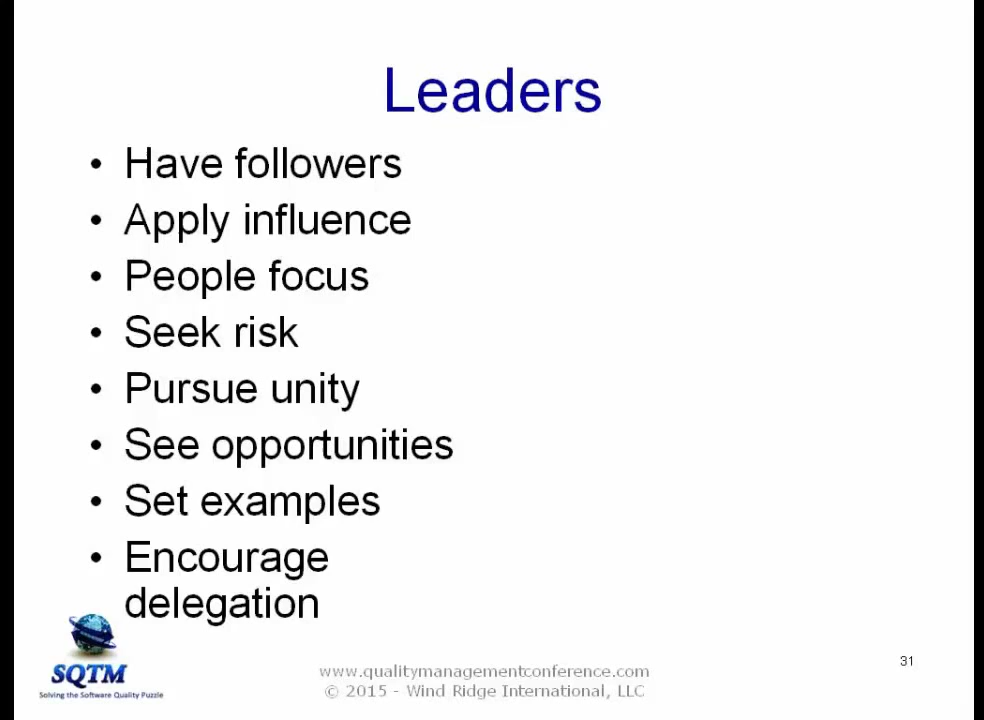 Leaders
• Have followers
• Apply influence
• People focus
• Seek risk
• Pursue unity
• See opportunities
• Set examples
• Encourage
delegation
SQTM
Solving the Software Quality Puzzle
www.qualitymanagementconference.com
© 2015 - Wind Ridge International, LLC
31